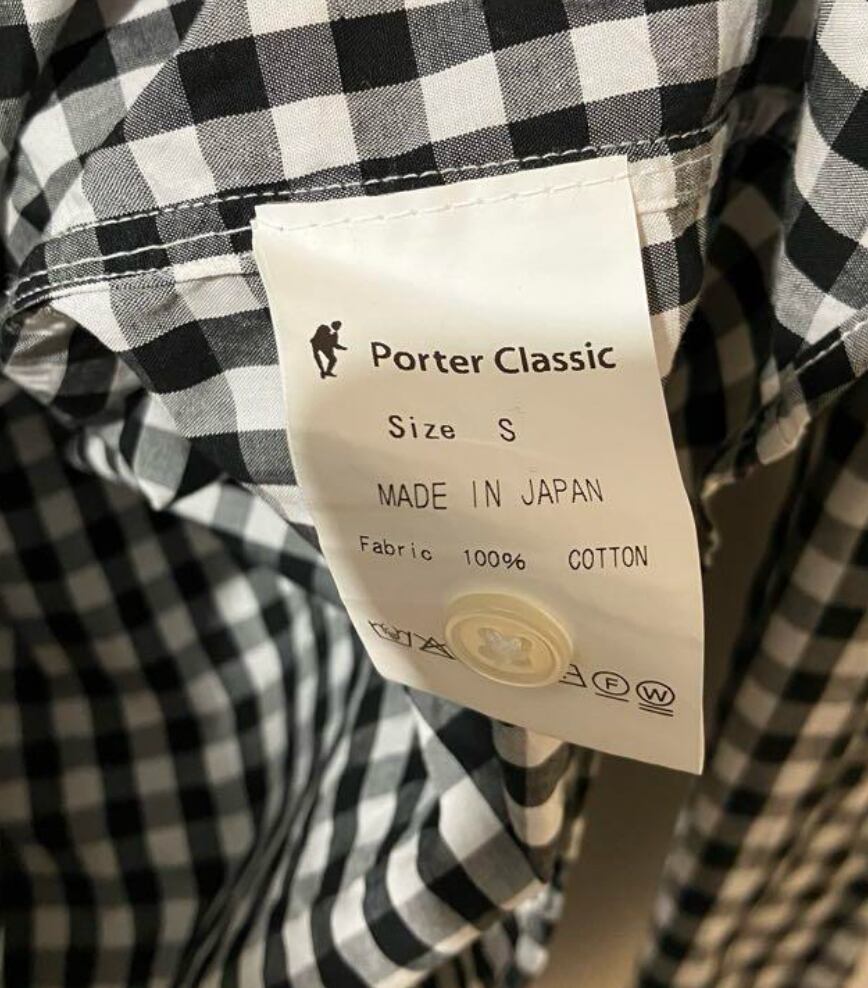 Porter Classic
Size S
MADE IN JAPAN
Fabric 100% COTTON
F W